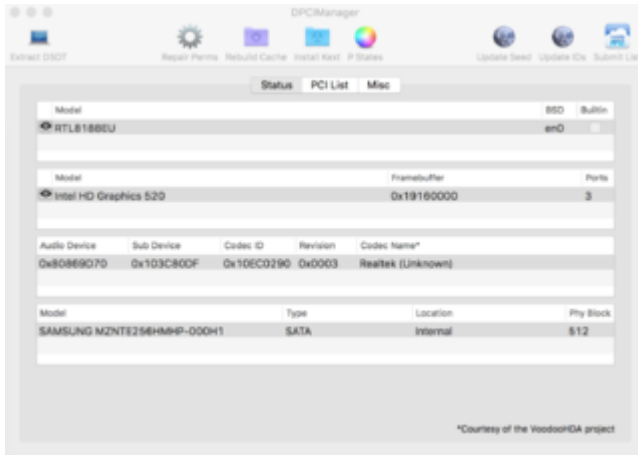 DPCIManager
Extract DSDT Repair Perms Rebuild Cache Install Kext P States Update Seed Update IDs Submit
Status PCI List Misc
Model BSD Builtin
RTL8188EU en0
Model Framebuffer Ports
Intel HD Graphics 520 0x19160000 3
Audio Device Sub Device Codec ID Revision Codec Name*
0x80869D70 0x103C80DF 0x10EC0290 0x0003 Realtek (Unknown)
Model Type Location Phy Block
SAMSUNG MZNTE256HMHP-000H1 SATA Internal 512
*Courtesy of the VoodooHDA project